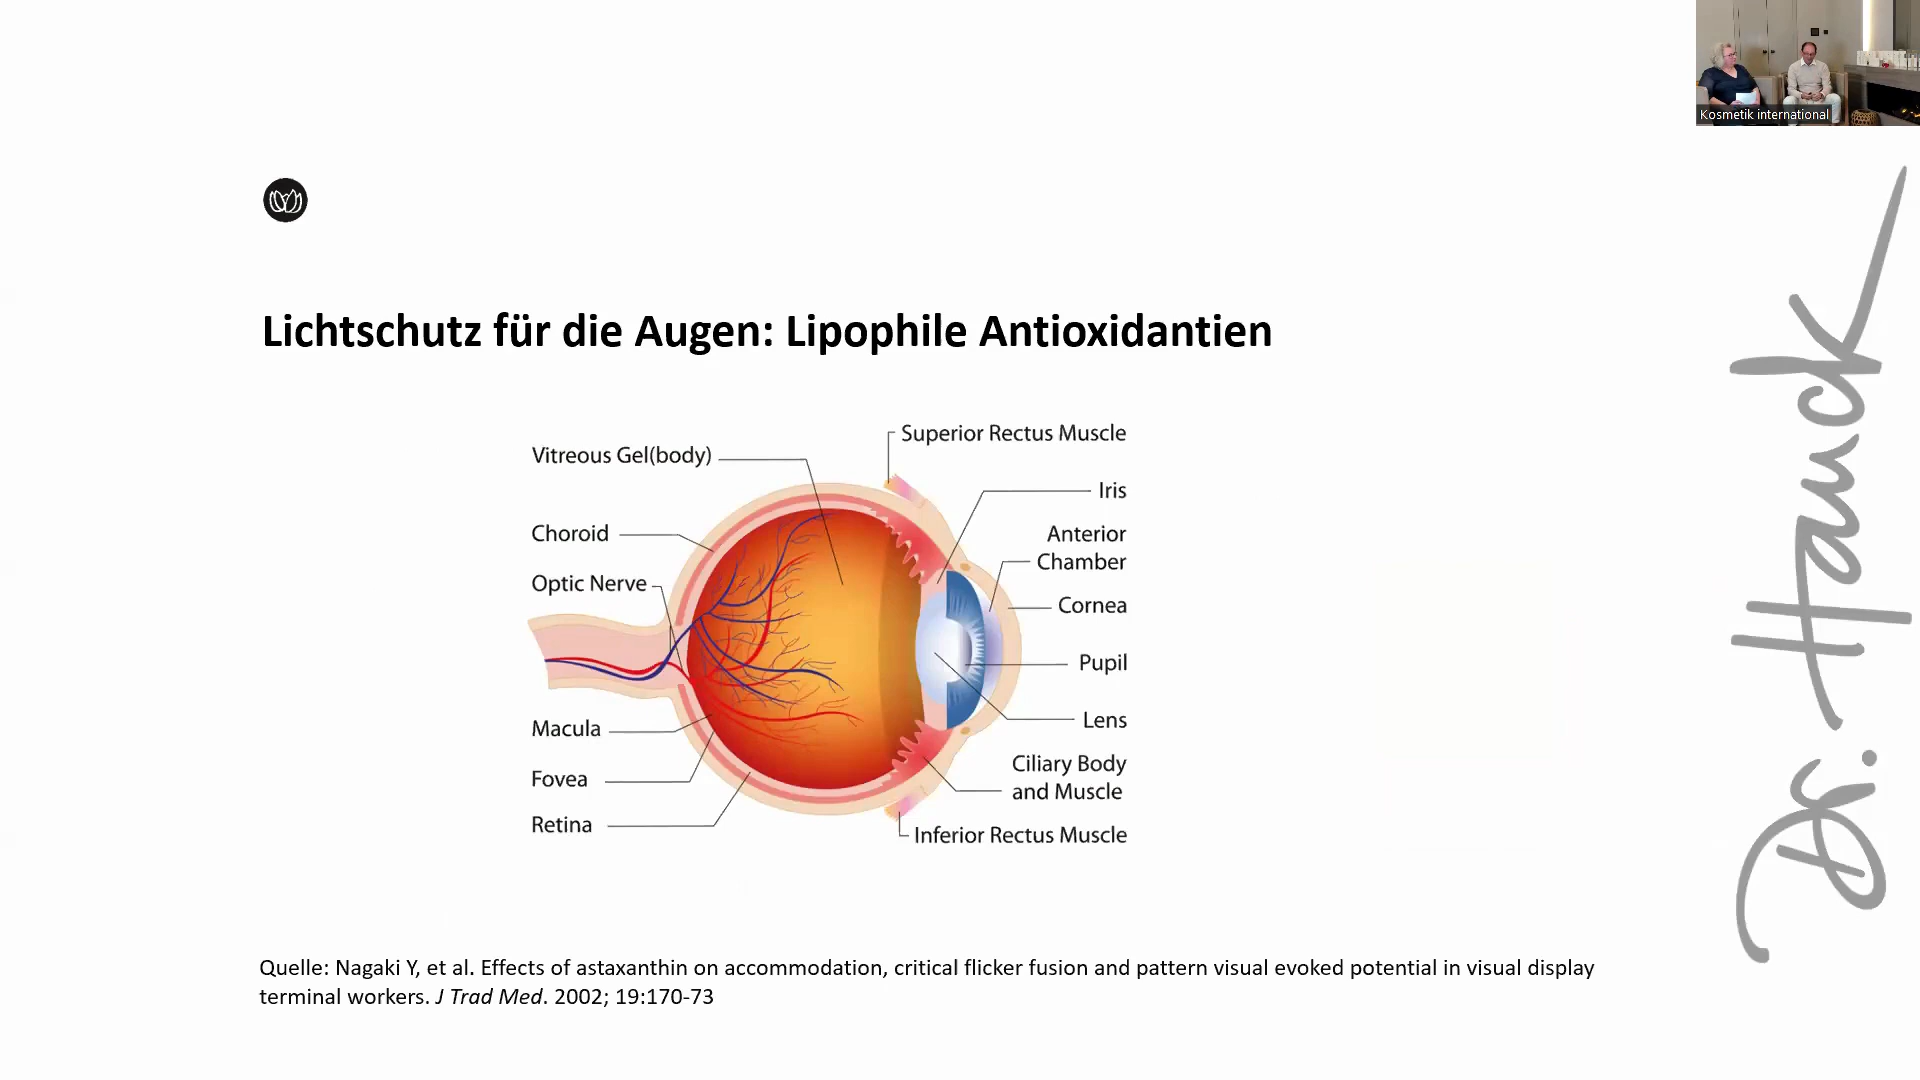 Kosmetik international
Lichtschutz für die Augen: Lipophile Antioxidantien
Vitreous Gel(body)
Choroid
Optic Nerve
Macula
Fovea
Retina
Superior Rectus Muscle
Iris
Anterior
Chamber
Cornea
Pupil
Lens
Ciliary Body
and Muscle
Inferior Rectus Muscle
Dr. Hauck
Quelle: Nagaki Y, et al. Effects of astaxanthin on accommodation, critical flicker fusion and pattern visual evoked potential in visual display
terminal workers. J Trad Med. 2002; 19:170-73